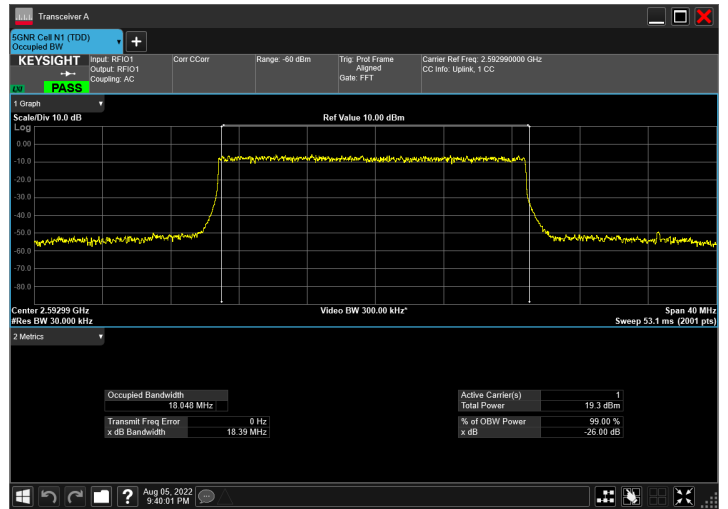 Transceiver A
5GNR Cell N1 (TDD)
Occupied BW
KEYSIGHT
LXI
PASS
Input: RFIO1
Output: RFIO1
Coupling: AC
Corr CCorr
Range: -60 dBm
Trig: Prot Frame
Aligned
Gate: FFT
Carrier Ref Freq: 2.592990000 GHz
CC Info: Uplink, 1 CC
1 Graph
Scale/Div 10.0 dB
Ref Value 10.00 dBm
Log
0.00
-10.0
-20.0
-30.0
-40.0
-50.0
-60.0
-70.0
-80.0
Center 2.59299 GHz
Video BW 300.00 kHz*
Span 40 MHz
#Res BW 30.000 kHz
Sweep 53.1 ms (2001 pts)
2 Metrics
Occupied Bandwidth
18.048 MHz
Transmit Freq Error 0 Hz
x dB Bandwidth 18.39 MHz
Active Carrier(s) 1
Total Power 19.3 dBm
% of OBW Power 99.00 %
x dB -26.00 dB
?
Aug 05, 2022
9:40:01 PM